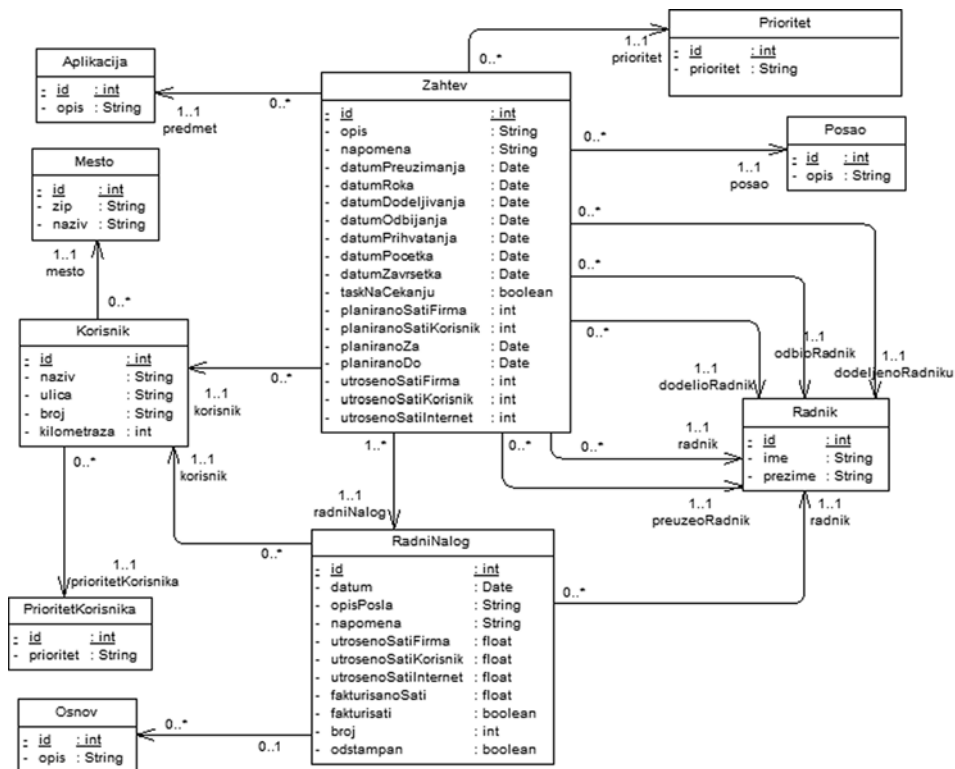 Prioritet
- id : int
- prioritet : String
0..*
1..1
prioritet
Aplikacija
- id : int
- opis : String
0..*
1..1
predmet
Zahtev
- id : int
- opis : String
- napomena : String
- datumPreuzimanja : Date
- datumRoka : Date
- datumDodeljivanja : Date
- datumOdbijanja : Date
- datumPrihvatanja : Date
- datumPocetka : Date
- datumZavrsetka : Date
- taskNaCekanju : boolean
- planiranoSatiFirma : int
- planiranoSatiKorisnik : int
- planiranoZa : Date
- planiranoDo : Date
- utrosenoSatiFirma : int
- utrosenoSatiKorisnik : int
- utrosenoSatiInternet : int
0..*
1..1
posao
Posao
- id : int
- opis : String
Mesto
- id : int
- zip : String
- naziv : String
1..1
mesto
0..*
Korisnik
- id : int
- naziv : String
- ulica : String
- broj : String
- kilometraza : int
0..*
1..1
korisnik
0..*
0..*
0..*
1..1
odbioRadnik
1..1
dodeljenoRadniku
1..1
dodelioRadnik
Radnik
- id : int
- ime : String
- prezime : String
1..1
radnik
0..*
0..*
1..1
preuzeoRadnik
1..1
radnik
0..*
1..1
korisnik
1..*
1..1
radniNalog
0..*
RadniNalog
- id : int
- datum : Date
- opisPosla : String
- napomena : String
- utrosenoSatiFirma : float
- utrosenoSatiKorisnik : float
- utrosenoSatiInternet : float
- fakturisanoSati : float
- fakturisati : boolean
- broj : int
- odstampan : boolean
0..*
1..1
prioritetKorisnika
PrioritetKorisnika
- id : int
- prioritet : String
Osnov
- id : int
- opis : String
0..*
0..1